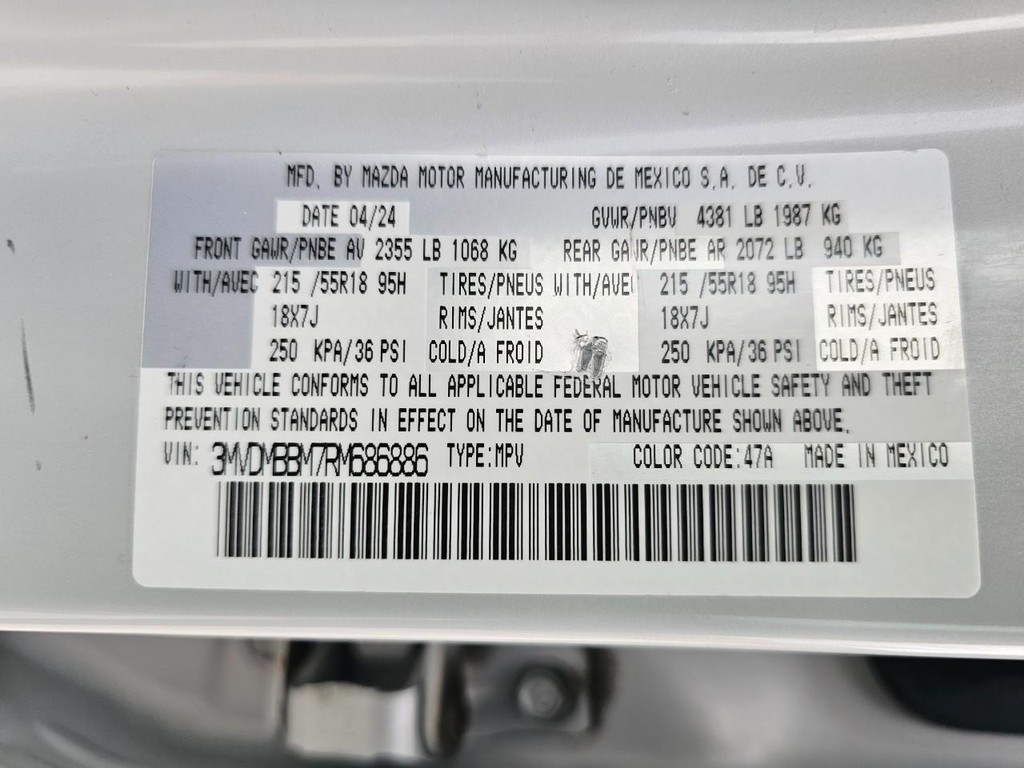 MFD. BY MAZDA MOTOR MANUFACTURING DE MEXICO S.A. DE C.V.
DATE 04/24 GVWR/PNBV 4381 LB 1987 KG
FRONT GAWR/PNBE AV 2355 LB 1068 KG REAR GAWR/PNBE AR 2072 LB 940 KG
WITH/AVEC 215 /55R18 95H TIRES/PNEUS WITH/AVEC 215 /55R18 95H TIRES/PNEUS
18X7J RIMS/JANTES 18X7J RIMS/JANTES
250 KPA/36 PSI COLD/A FROID 250 KPA/36 PSI COLD/A FROID
THIS VEHICLE CONFORMS TO ALL APPLICABLE FEDERAL MOTOR VEHICLE SAFETY AND THEFT
PREVENTION STANDARDS IN EFFECT ON THE DATE OF MANUFACTURE SHOWN ABOVE.
VIN: 3MVDMBBM7RM686886 TYPE:MPV COLOR CODE:47A MADE IN MEXICO